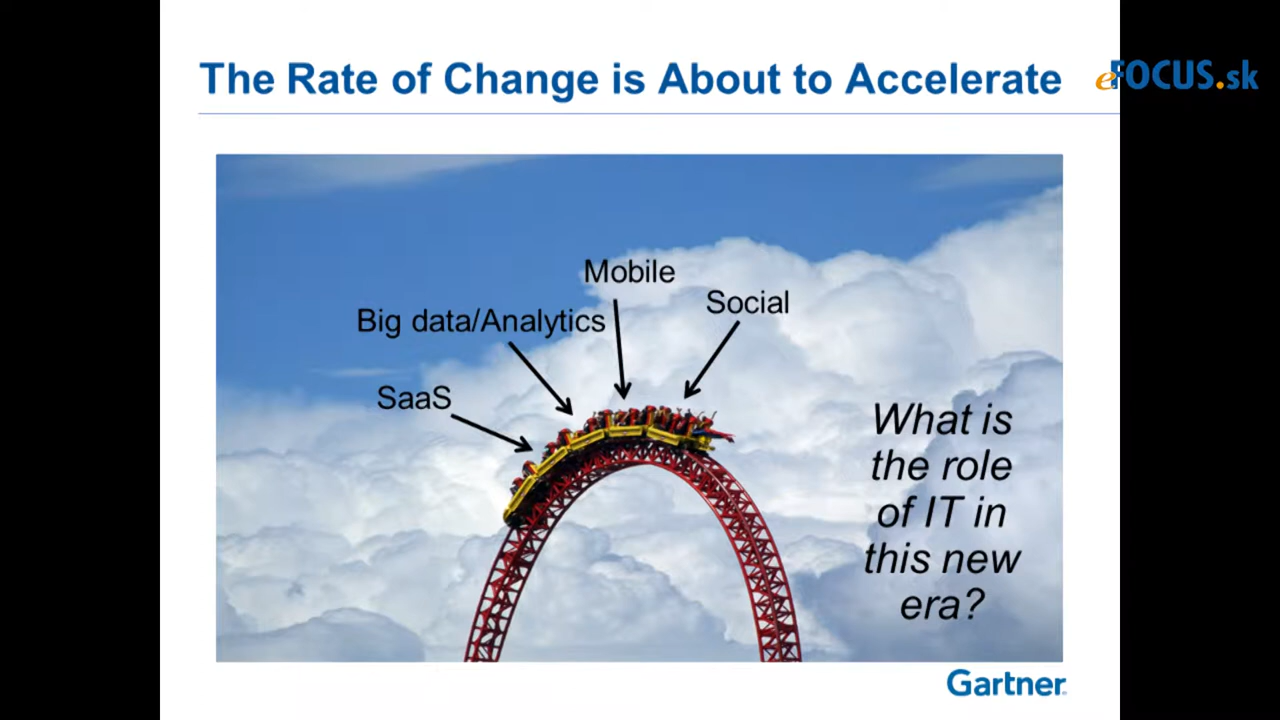 The Rate of Change is About to Accelerate
eFOCUS.sk
Mobile
Social
Big data/Analytics
SaaS
What is
the role
of IT in
this new
era?
Gartner